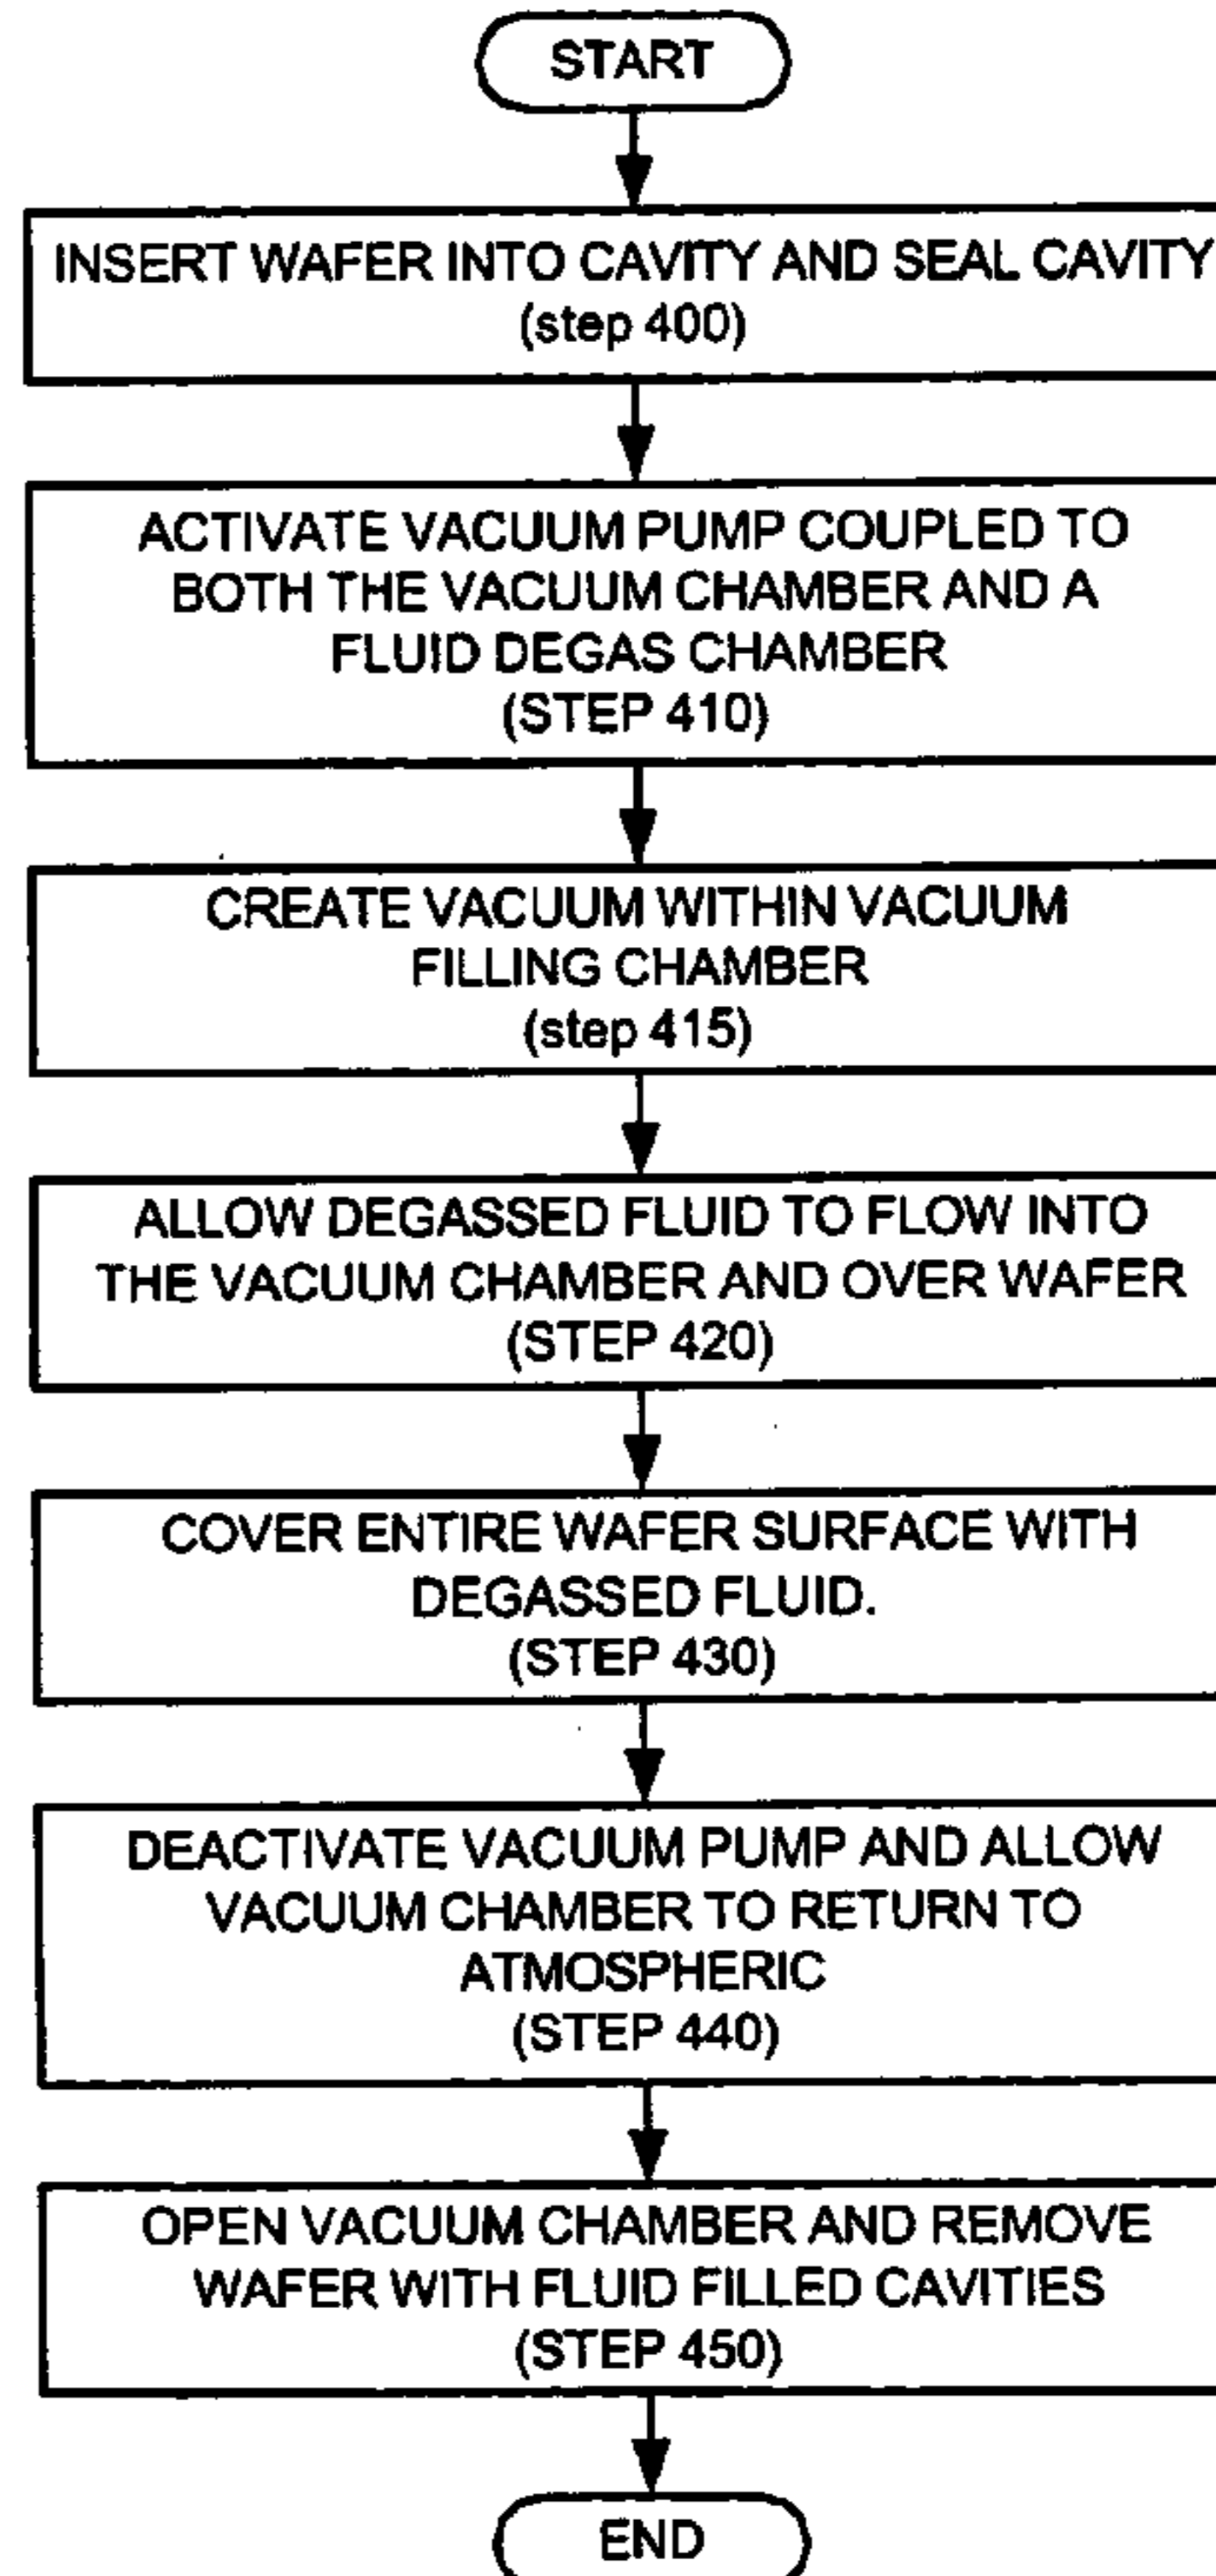 START
INSERT WAFER INTO CAVITY AND SEAL CAVITY
(step 400)
ACTIVATE VACUUM PUMP COUPLED TO
BOTH THE VACUUM CHAMBER AND A
FLUID DEGAS CHAMBER
(STEP 410)
CREATE VACUUM WITHIN VACUUM
FILLING CHAMBER
(step 415)
ALLOW DEGASSED FLUID TO FLOW INTO
THE VACUUM CHAMBER AND OVER WAFER
(STEP 420)
COVER ENTIRE WAFER SURFACE WITH
DEGASSED FLUID.
(STEP 430)
DEACTIVATE VACUUM PUMP AND ALLOW
VACUUM CHAMBER TO RETURN TO
ATMOSPHERIC
(STEP 440)
OPEN VACUUM CHAMBER AND REMOVE
WAFER WITH FLUID FILLED CAVITIES
(STEP 450)
END